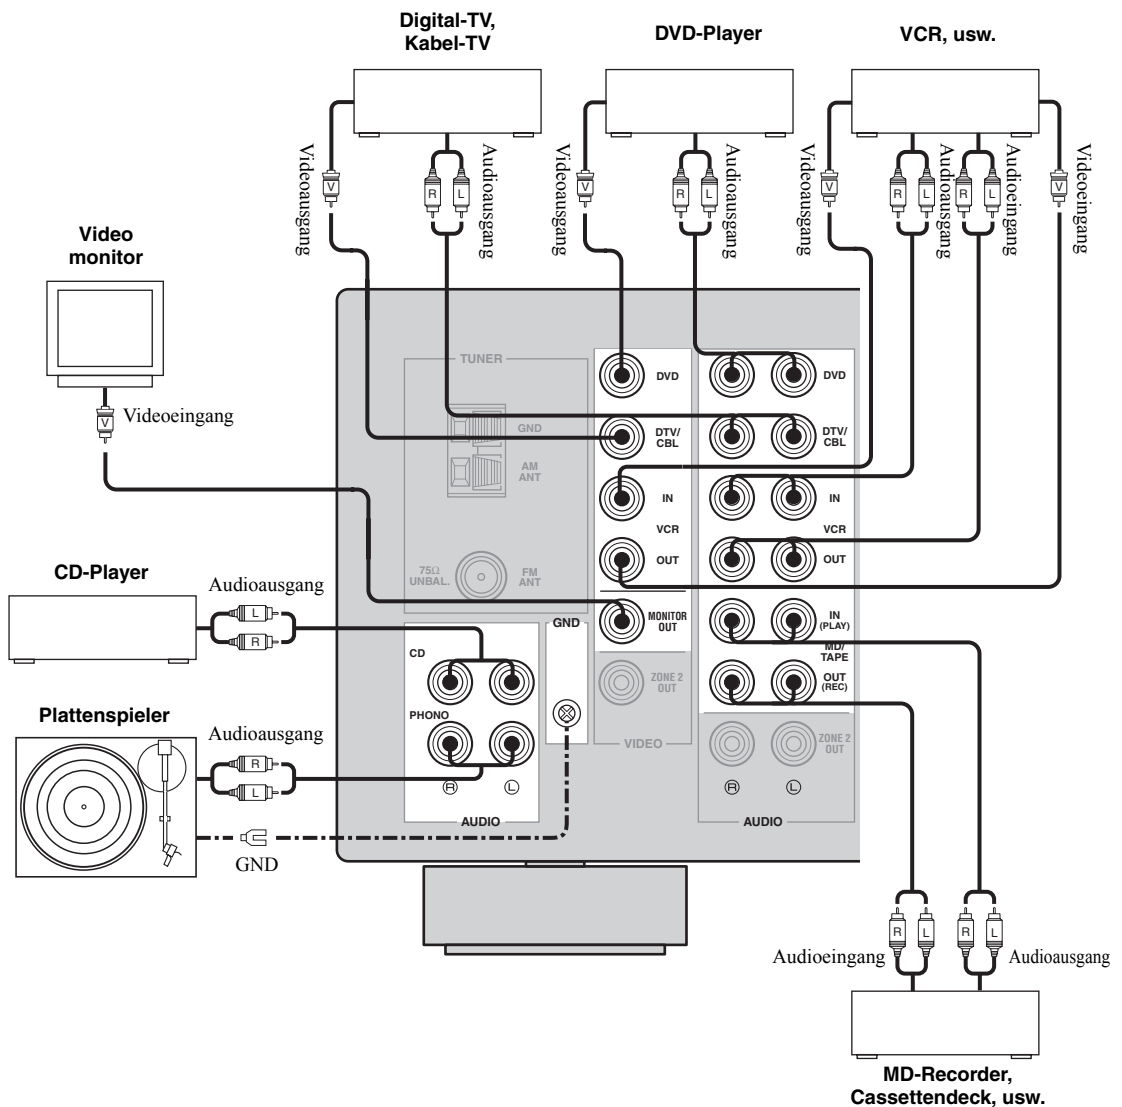 Digital-TV,
Kabel-TV
DVD-Player
VCR, usw.
Videoausgang
V
R
L
Audioausgang
Videoausgang
V
R
L
Audioausgang
Videoausgang
V
R
L
Audioausgang
R
L
Audioeingang
V
Videoeingang
Video
monitor
V
Videoeingang
TUNER
GND
AM
ANT
75Ω
UNBAL.
FM
ANT
DVD
DTV/
CBL
IN
VCR
OUT
MONITOR
OUT
ZONE 2
OUT
VIDEO
DVD
DTV/
CBL
IN
VCR
OUT
IN
(PLAY)
MD/
TAPE
OUT
(REC)
ZONE 2
OUT
R
L
AUDIO
CD-Player
Audioausgang
L
R
GND
CD
PHONO
R
L
AUDIO
Plattenspieler
Audioausgang
R
L
GND
R
L
R
L
Audioeingang
Audioausgang
MD-Recorder,
Cassettendeck, usw.